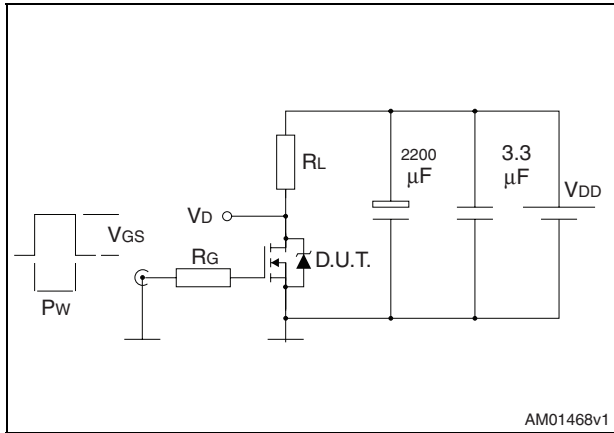 RL
2200
μF
3.3
μF
VDD
VD
VGS
RG
D.U.T.
PW
AM01468v1